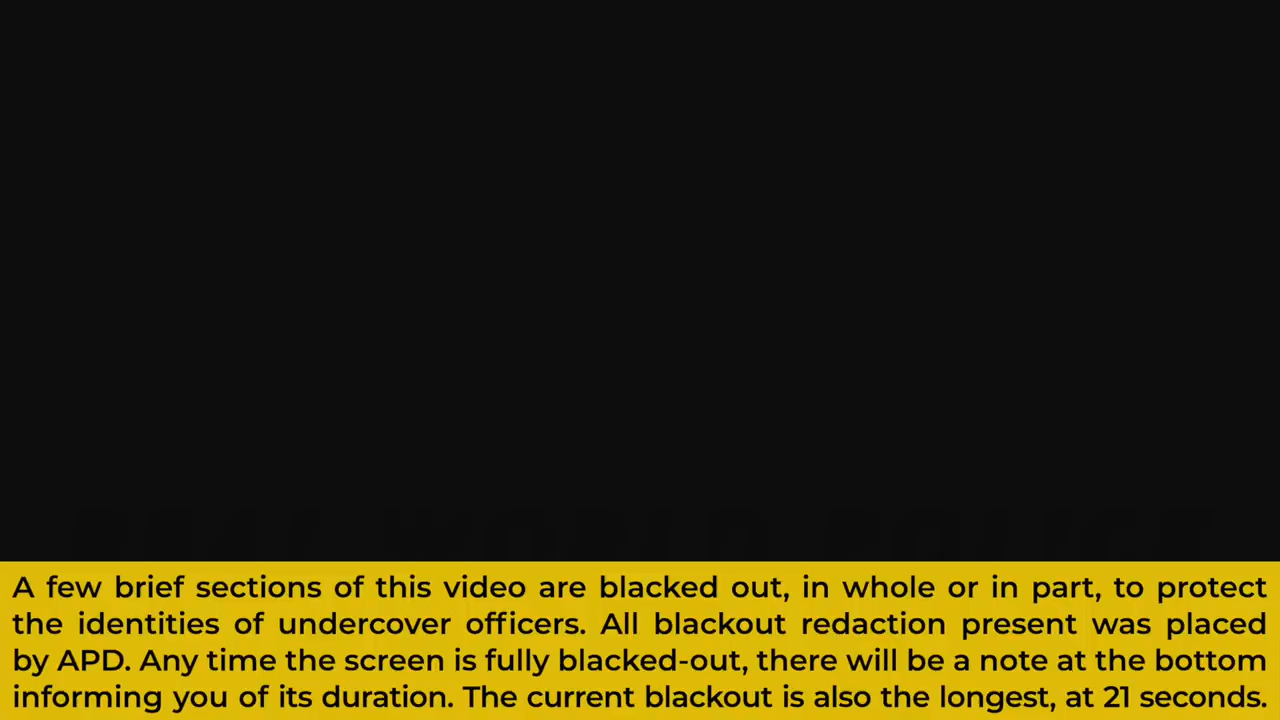 REAL WORLD POLICE
A few brief sections of this video are blacked out, in whole or in part, to protect
the identities of undercover officers. All blackout redaction present was placed
by APD. Any time the screen is fully blacked-out, there will be a note at the bottom
informing you of its duration. The current blackout is also the longest, at 21 seconds.